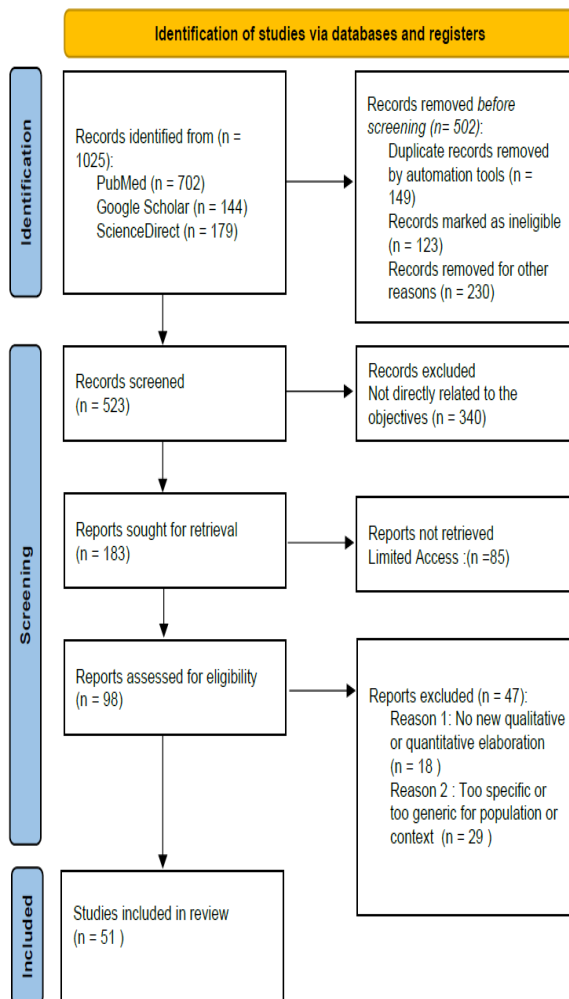 Identification of studies via databases and registers
Identification
Records identified from (n =
1025):
PubMed (n = 702)
Google Scholar (n = 144)
ScienceDirect (n = 179)
Records removed before
screening (n= 502):
Duplicate records removed
by automation tools (n =
149)
Records marked as ineligible
(n = 123)
Records removed for other
reasons (n = 230)
Screening
Records screened
(n = 523)
Records excluded
Not directly related to the
objectives (n = 340)
Reports sought for retrieval
(n = 183)
Reports not retrieved
Limited Access :(n =85)
Reports assessed for eligibility
(n = 98)
Reports excluded (n = 47):
Reason 1: No new qualitative
or quantitative elaboration
(n = 18 )
Reason 2 : Too specific or
too generic for population or
context (n = 29 )
Included
Studies included in review
(n = 51 )